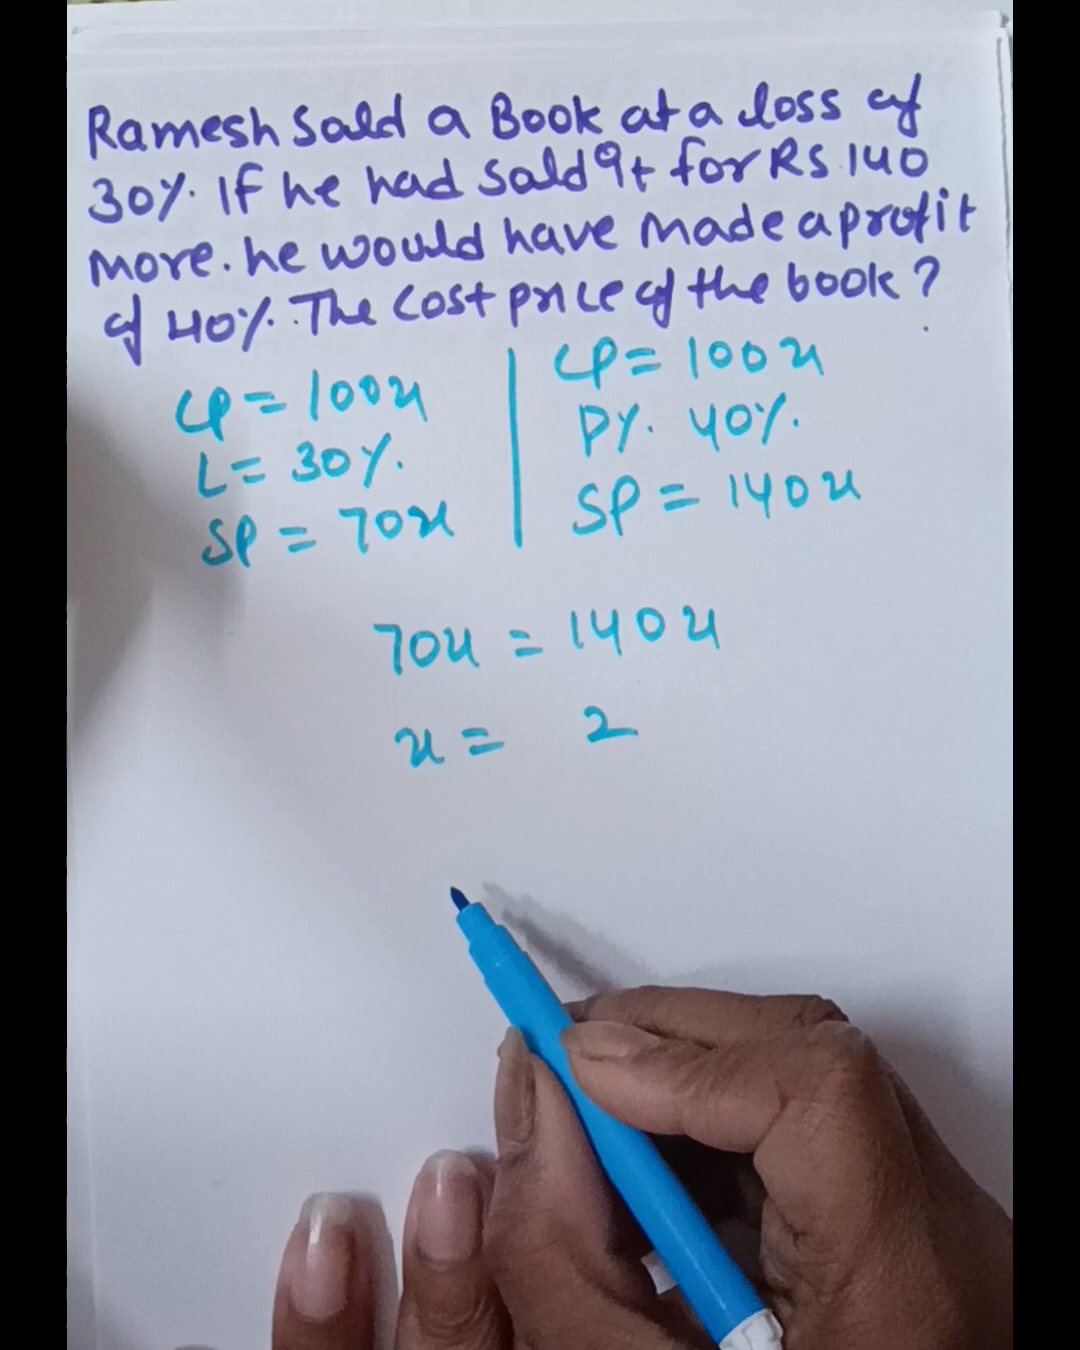 Ramesh Sald a Book at a loss of
30%. If he had Sald it for RS 140
more. he would have made a profit
of 40%. The cost price of the book?
CP = 100x
L = 30%.
SP = 70x
CP = 100x
P%. 40%.
SP = 140x
70x = 140x
x = 2